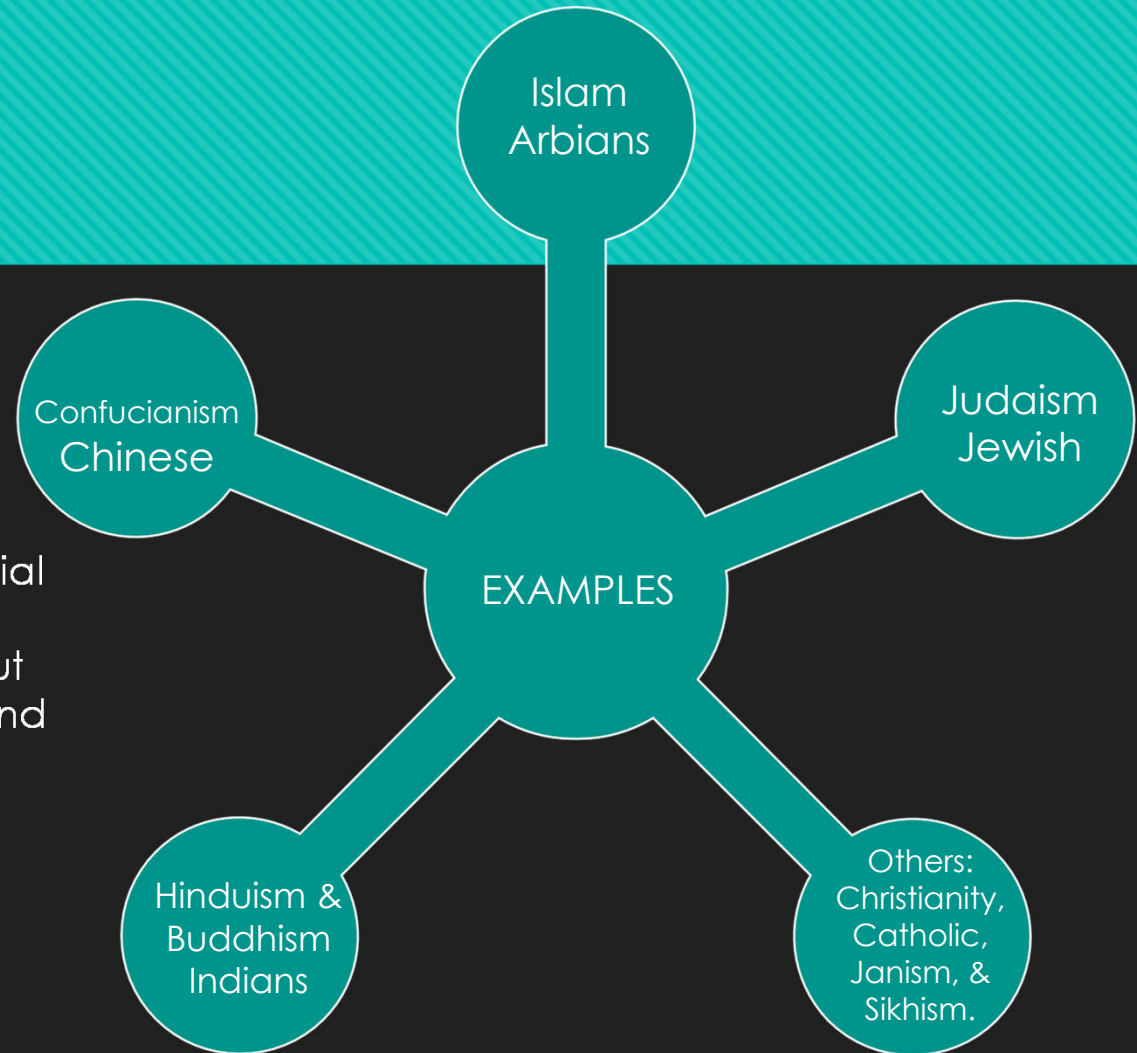 Islam
Arbians
Confucianism
Chinese
Judaism
Jewish
EXAMPLES
Hinduism &
Buddhism
Indians
Others:
Christianity,
Catholic,
Janism, &
Sikhism.